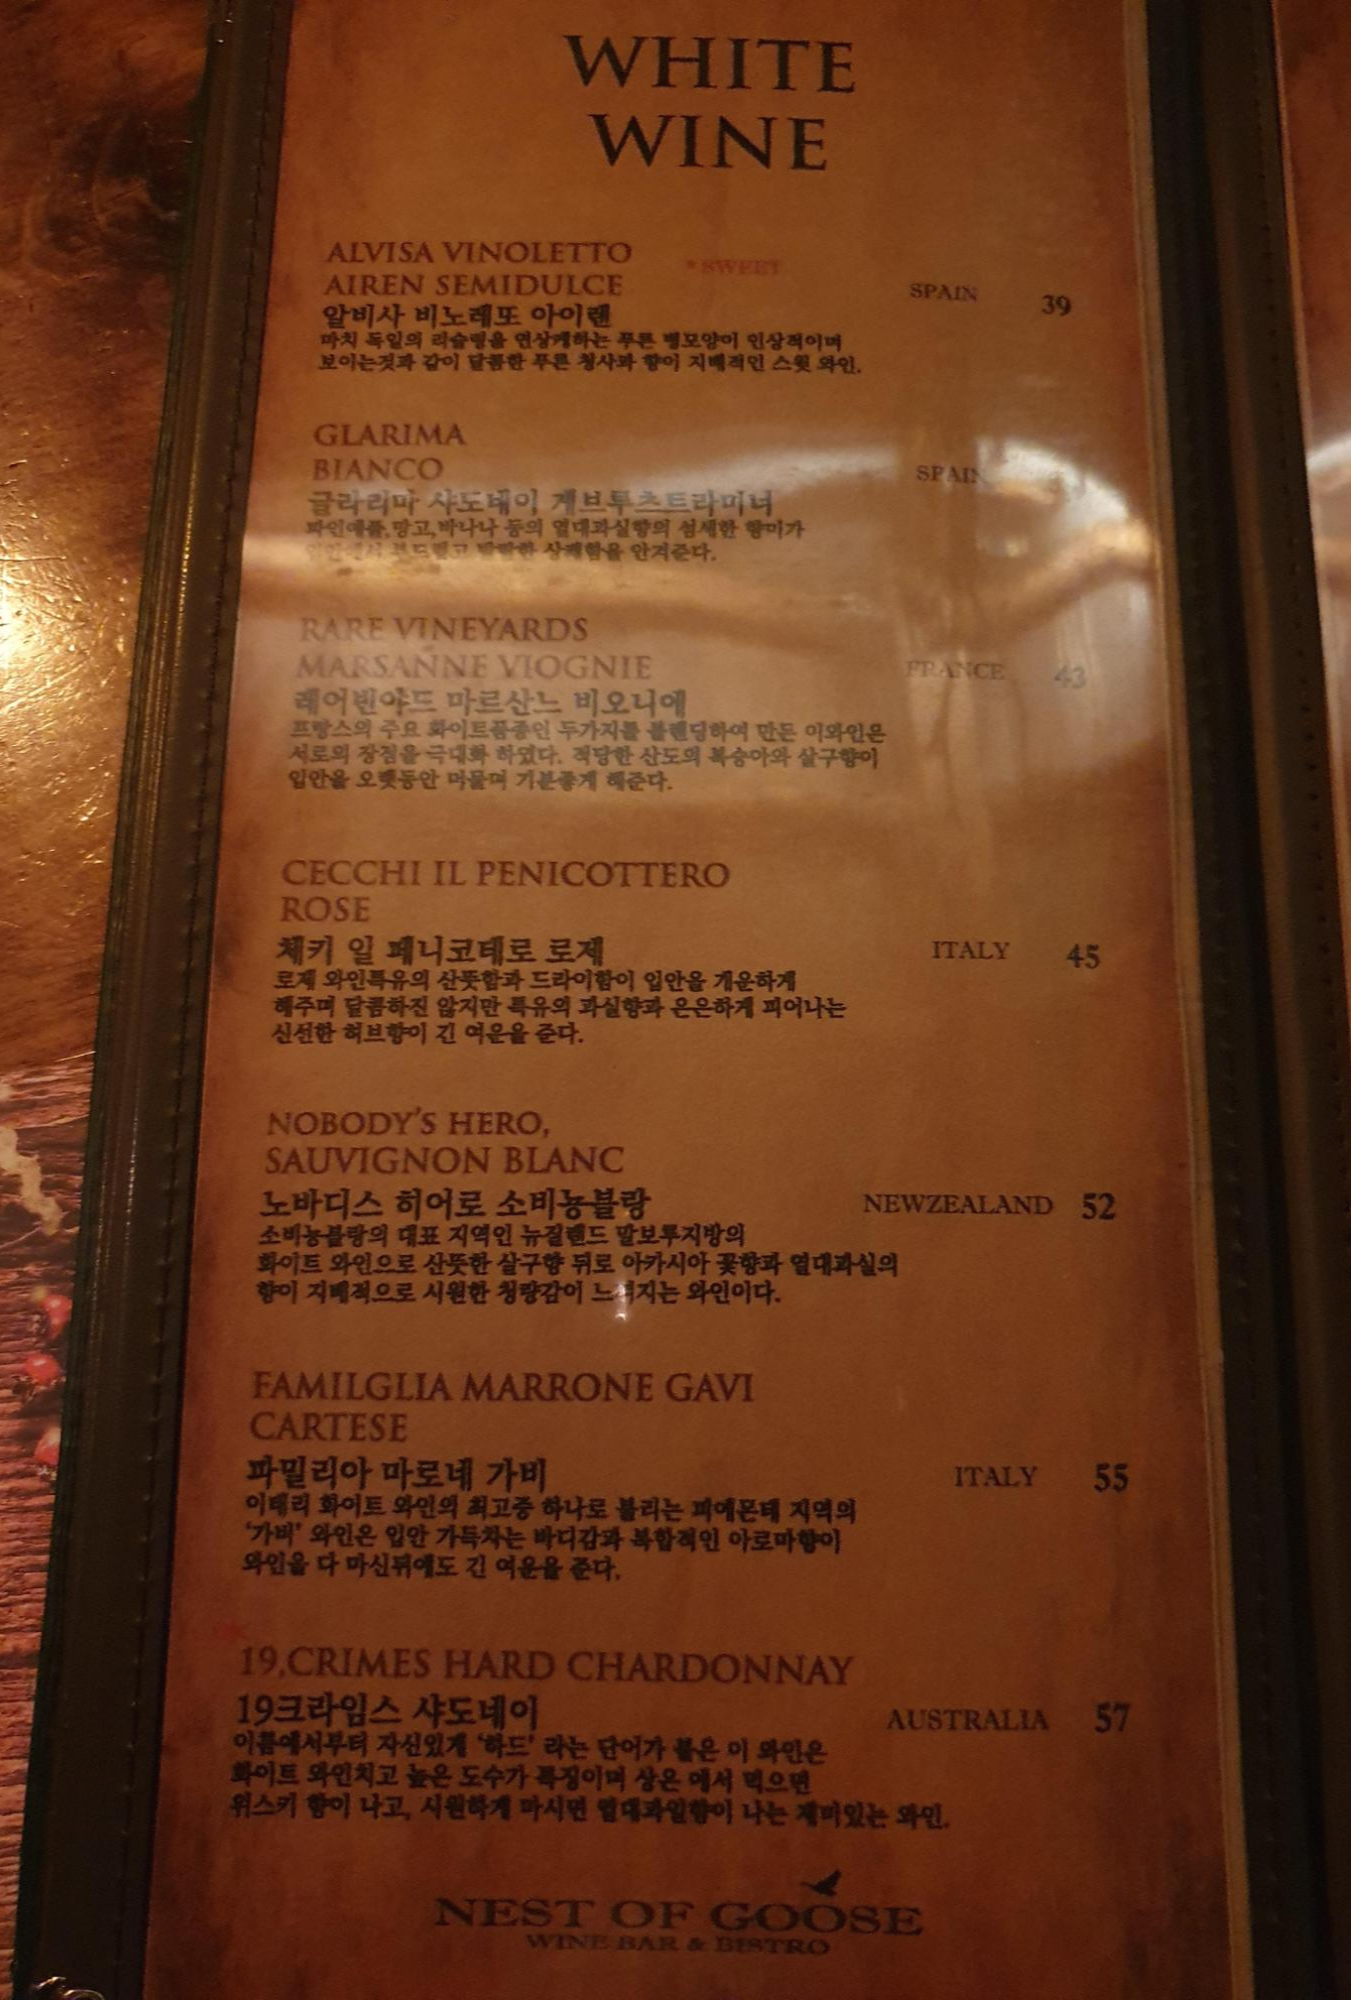 WHITE
WINE
ALVISA VINOLETTO
* SWEET
AIREN SEMIDULCE
SPAIN 39
알비사 비노레또 아이렌
마치 독일의 리슬링을 연상케하는 푸른 병모양이 인상적이며
보이는것과 같이 달콤한 푸른 청사과 향이 지배적인 스윗 와인.
GLARIMA
BIANCO
SPAIN
글라리마 샤도네이 게브루츠트라미너
파인애플,망고,바나나 등의 열대과실향의 섬세한 향미가
입안에서 부드럽고 상쾌함을 안겨준다.
RARE VINEYARDS
MARSANNE VIOGNIE
FRANCE 43
레어빈야드 마르산느 비오니에
프랑스의 주요 화이트품종인 두가지를 블렌딩하여 만든 이와인은
서로의 장점을 극대화 하였다. 적당한 산도의 복숭아와 살구향이
입안을 오랫동안 머물며 기분좋게 해준다.
CECCHI IL PENICOTTERO
ROSE
체키 일 페니코테로 로제
ITALY 45
로제 와인특유의 산뜻함과 드라이함이 입안을 개운하게
해주며 달콤하진 않지만 특유의 과실향과 은은하게 피어나는
신선한 허브향이 긴 여운을 준다.
NOBODY'S HERO,
SAUVIGNON BLANC
노바디스 히어로 소비뇽블랑
NEWZEALAND 52
소비뇽블랑의 대표 지역인 뉴질랜드 말보루지방의
화이트 와인으로 산뜻한 살구향 뒤로 아카시아 꽃향과 열대과실의
향이 지배적으로 시원한 청량감이 느껴지는 와인이다.
FAMILGLIA MARRONE GAVI
CARTESE
파밀리아 마로네 가비
ITALY 55
이태리 화이트 와인의 최고중 하나로 불리는 피에몬테 지역의
'가비' 와인은 입안 가득차는 바디감과 복합적인 아로마향이
와인을 다 마신뒤에도 긴 여운을 준다.
19,CRIMES HARD CHARDONNAY
19크라임스 샤도네이
AUSTRALIA 57
이름에서부터 자신있게 '하드' 라는 단어가 붙은 이 와인은
화이트 와인치고 높은 도수가 특징이며 상온 에서 먹으면
위스키 향이 나고, 시원하게 마시면 열대과일향이 나는 재미있는 와인.
NEST OF GOOSE
WINE BAR & BISTRO